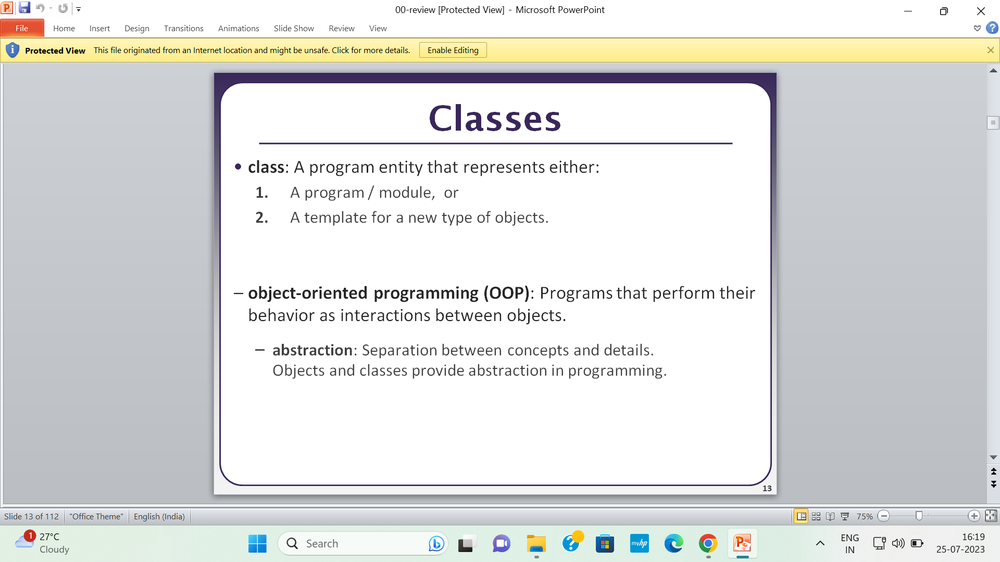 00-review [Protected View] - Microsoft PowerPoint
File Home Insert Design Transitions Animations Slide Show Review View
Protected View This file originated from an Internet location and might be unsafe. Click for more details. Enable Editing
Classes
• class: A program entity that represents either:
1. A program / module, or
2. A template for a new type of objects.
– object-oriented programming (OOP): Programs that perform their
behavior as interactions between objects.
– abstraction: Separation between concepts and details.
Objects and classes provide abstraction in programming.
13
Slide 13 of 112 "Office Theme" English (India) 75%
1 27°C
Cloudy
Search
myhp
ENG
IN
16:19
25-07-2023